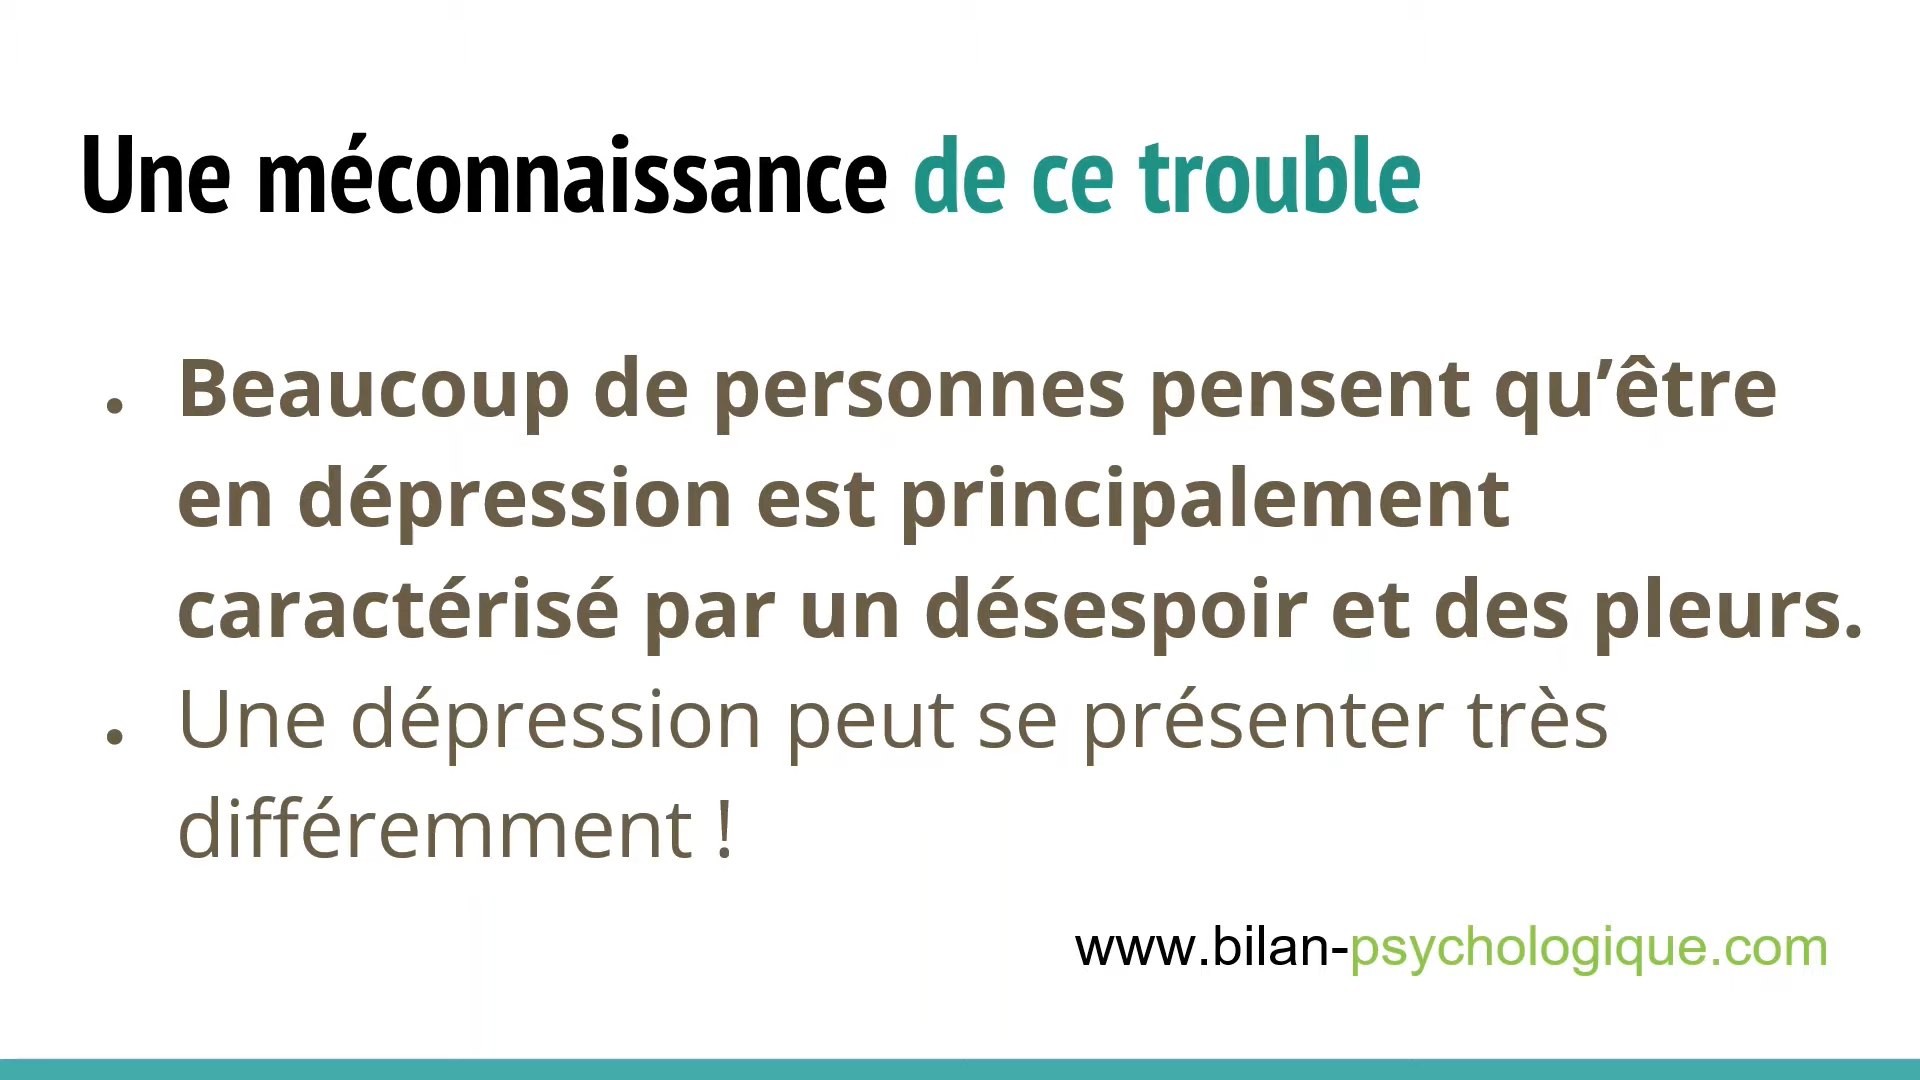 Une méconnaissance de ce trouble
• Beaucoup de personnes pensent qu’être
en dépression est principalement
caractérisé par un désespoir et des pleurs.
• Une dépression peut se présenter très
différemment !
www.bilan-psychologique.com